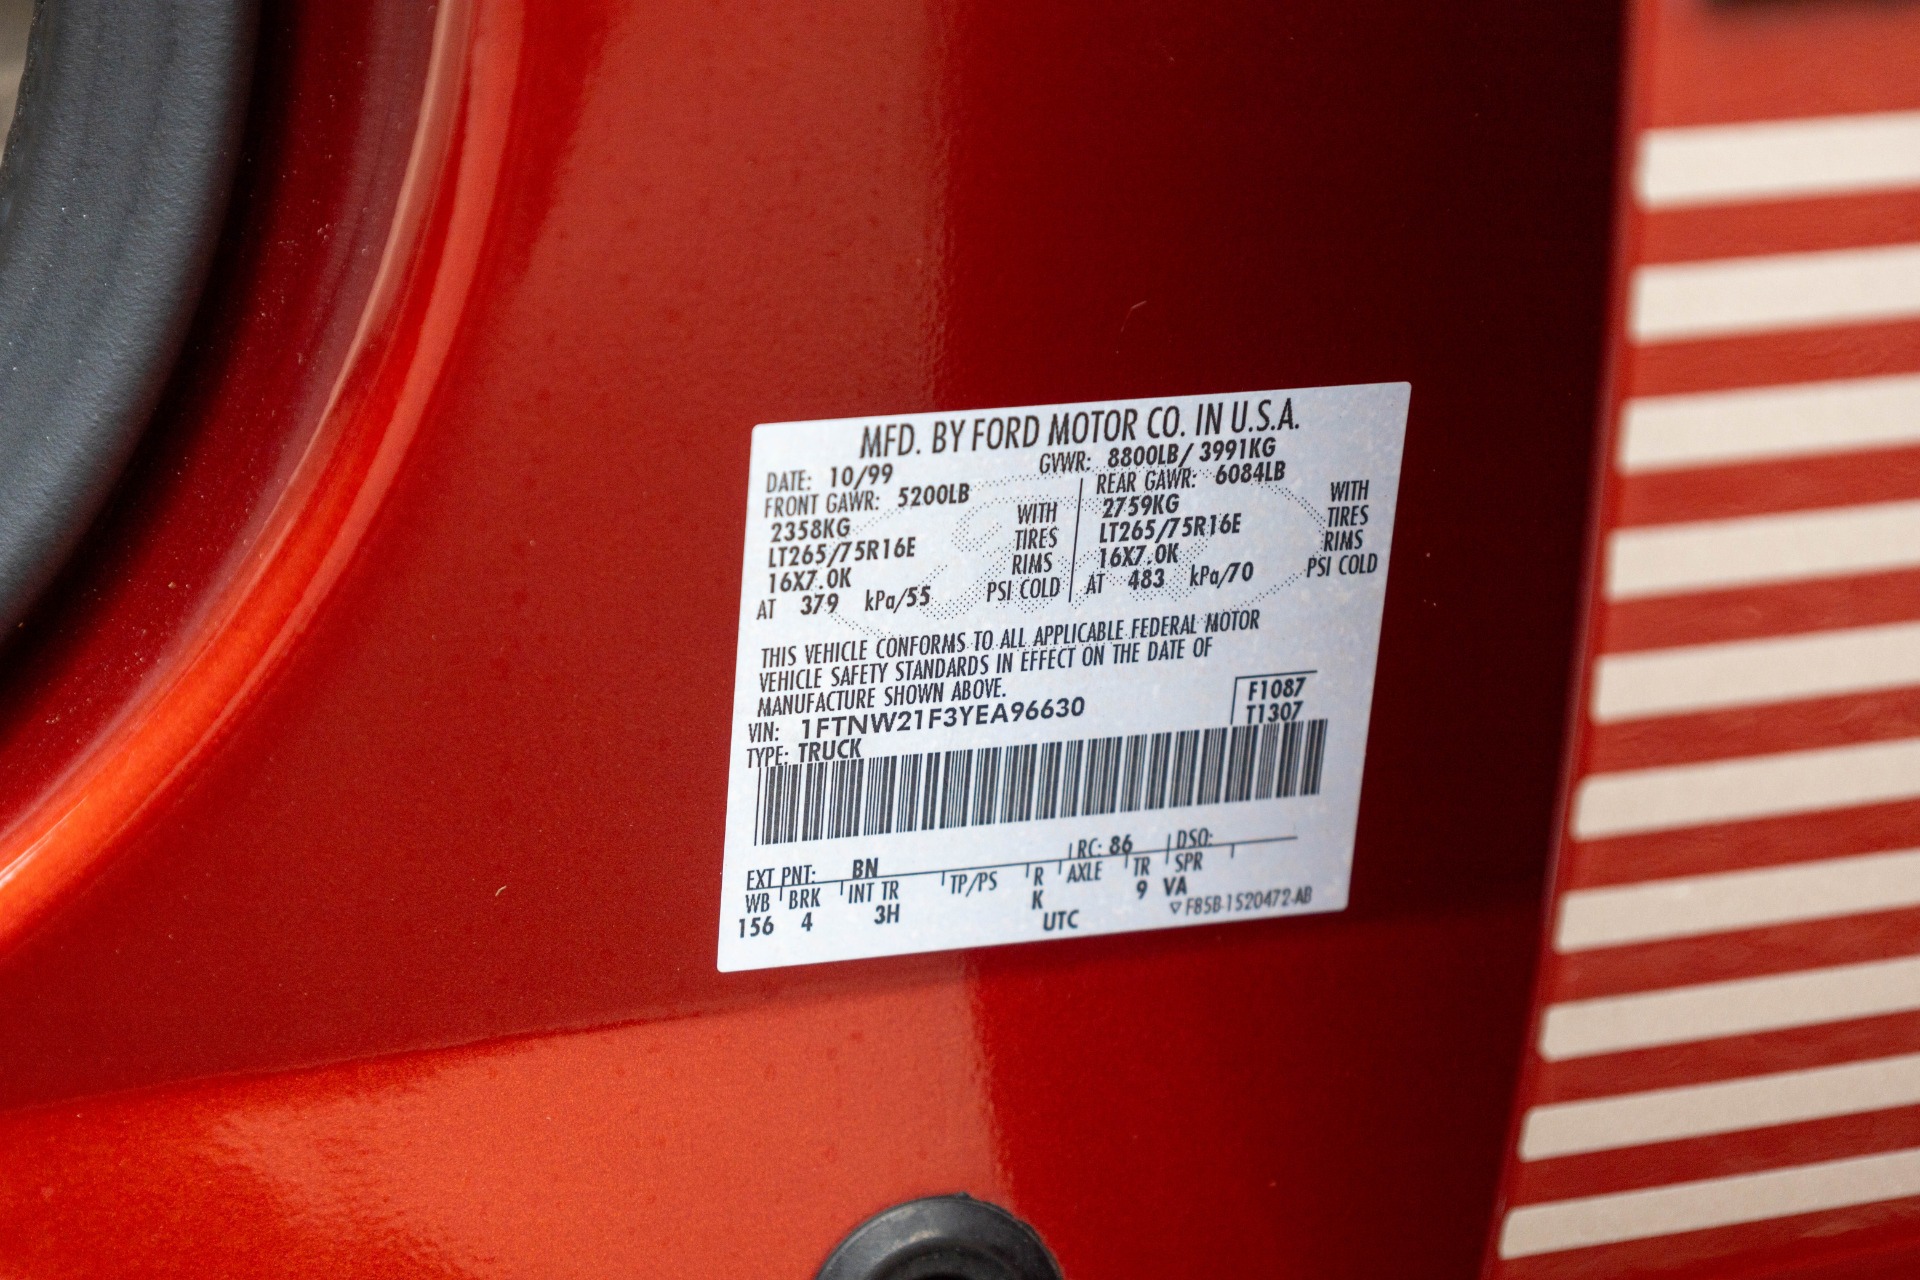 MFD. BY FORD MOTOR CO. IN U.S.A.
DATE: 10/99 GVWR: 8800LB/ 3991KG
FRONT GAWR: 5200LB REAR GAWR: 6084LB
2358KG WITH 2759KG WITH
LT265/75R16E TIRES LT265/75R16E TIRES
16X7.0K RIMS 16X7.0K RIMS
AT 379 kPa/55 PSI COLD AT 483 kPa/70 PSI COLD
THIS VEHICLE CONFORMS TO ALL APPLICABLE FEDERAL MOTOR
VEHICLE SAFETY STANDARDS IN EFFECT ON THE DATE OF
MANUFACTURE SHOWN ABOVE.
F1087
VIN: 1FTNW21F3YEA96630 T1307
TYPE: TRUCK
EXT PNT: BN RC: 86 DSO:
WB BRK INT TR TP/PS R AXLE TR SPR
156 4 3H K 9 VA
UTC ▽ F85B-1520472-AB